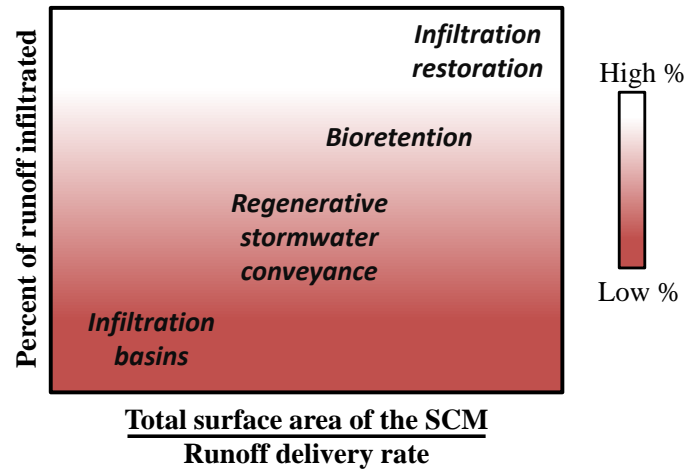 Percent of runoff infiltrated
Infiltration
restoration
Bioretention
Regenerative
stormwater
conveyance
Infiltration
basins
High %
Low %
Total surface area of the SCM
Runoff delivery rate